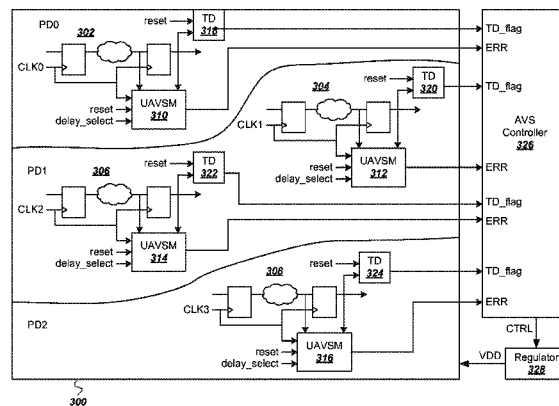 PD0
302
reset
TD
318
TD_flag
CLK0
ERR
UAVSM
310
reset
delay_select
304
reset
TD
320
TD_flag
AVS
Controller
326
CLK1
UAVSM
312
reset
delay_select
ERR
PD1
306
reset
TD
322
CLK2
TD_flag
ERR
UAVSM
314
reset
delay_select
PD2
308
reset
TD
324
TD_flag
CLK3
ERR
UAVSM
316
reset
delay_select
CTRL
VDD
Regulator
328
300